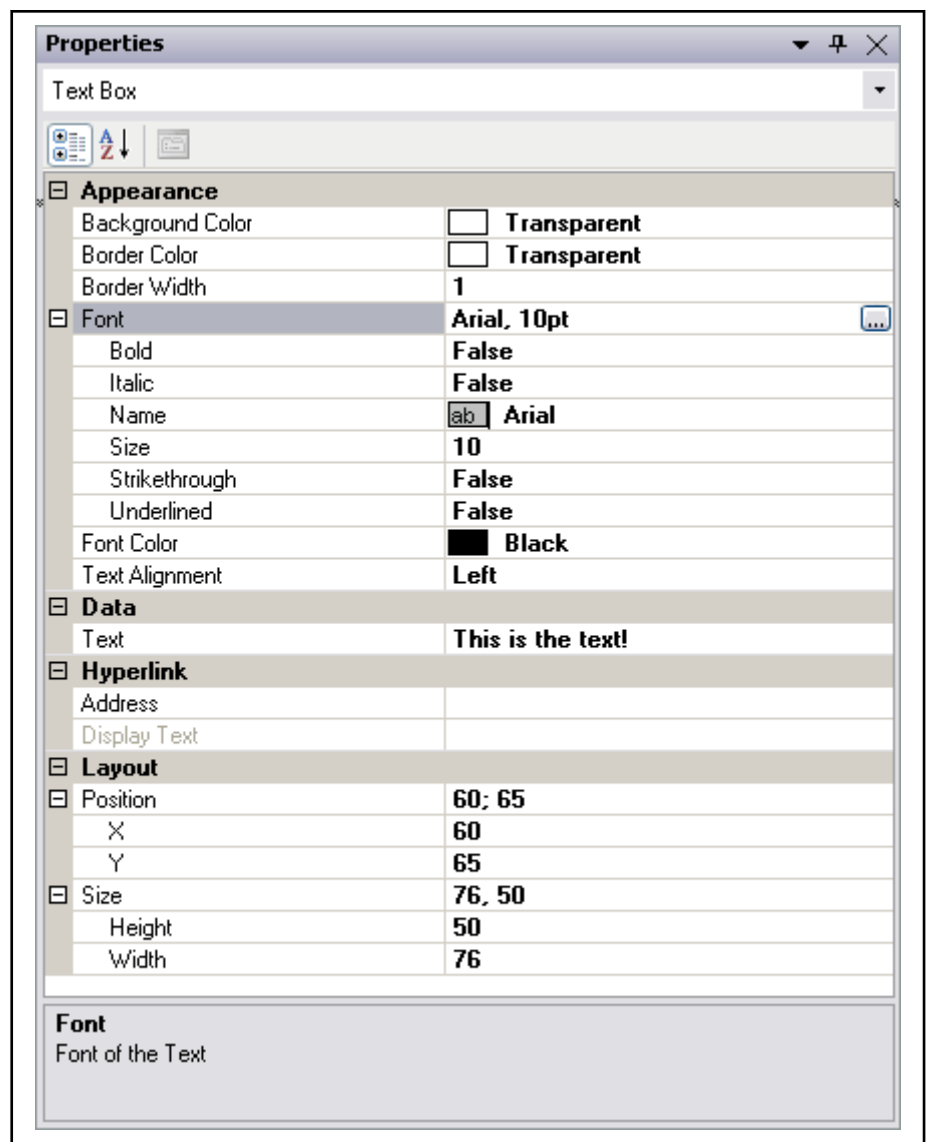 Properties
Text Box
A
Z
Appearance
Background Color Transparent
Border Color Transparent
Border Width 1
Font Arial, 10pt ...
Bold False
Italic False
Name ab Arial
Size 10
Strikethrough False
Underlined False
Font Color Black
Text Alignment Left
Data
Text This is the text!
Hyperlink
Address
Display Text
Layout
Position 60; 65
X 60
Y 65
Size 76, 50
Height 50
Width 76
Font
Font of the Text